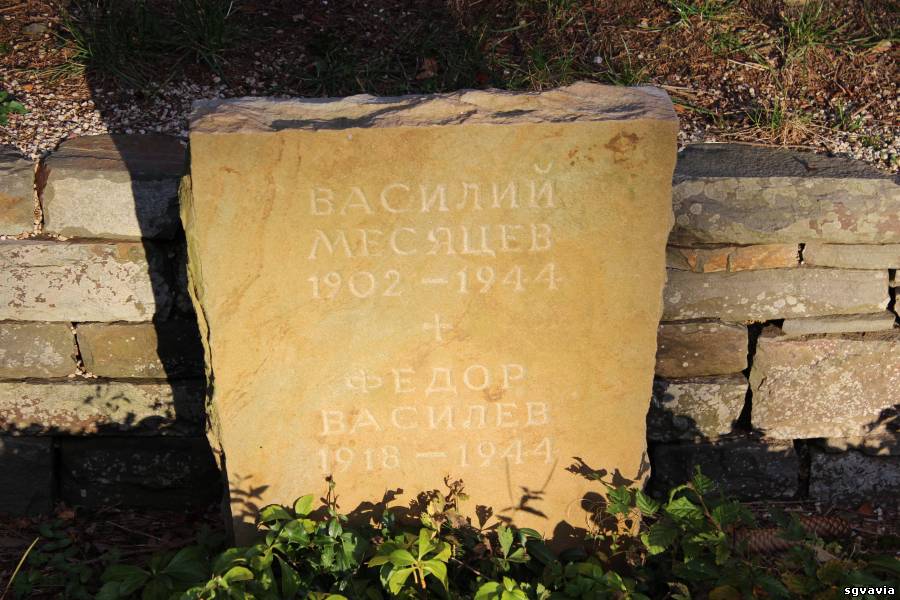 ВАСИЛИЙ
МЕСЯЦЕВ
1902 – 1944
+
ФЕДОР
ВАСИЛЕВ
1918 – 1944
sgvavia